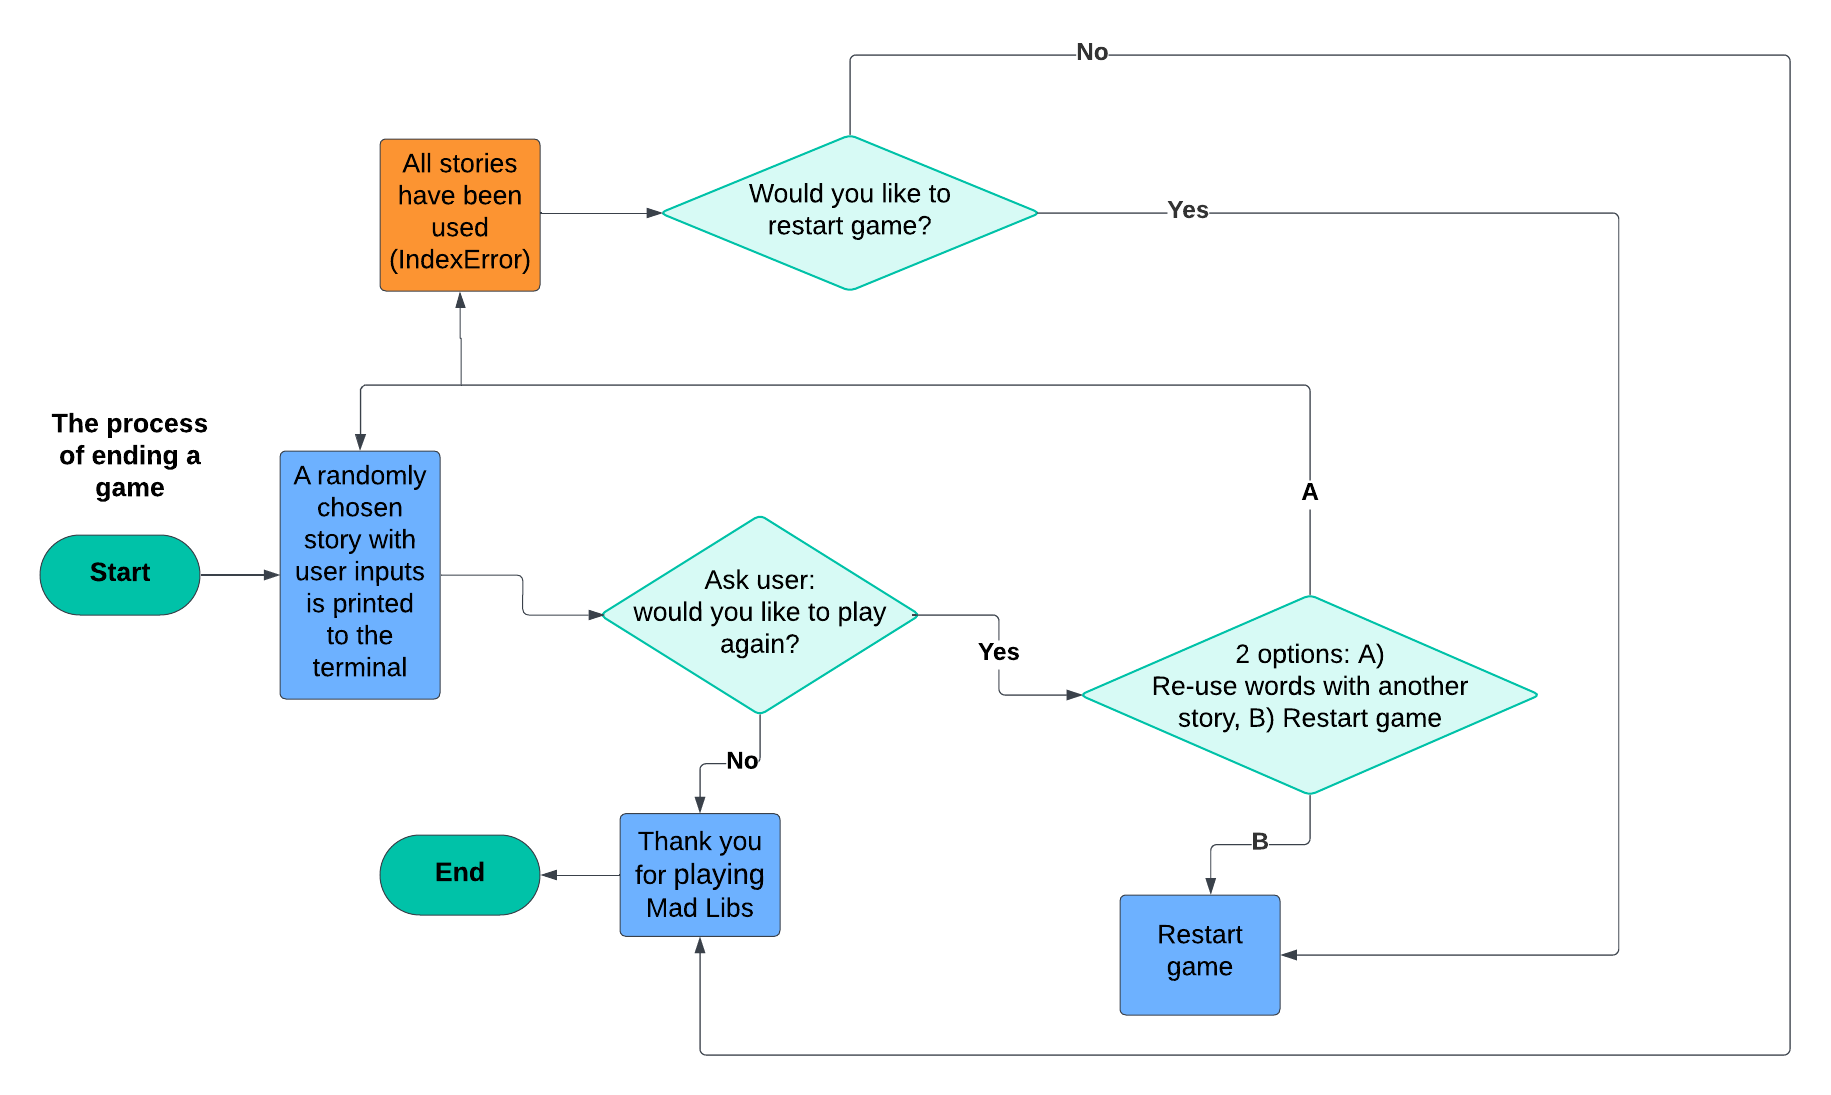 No
All stories
have been
used
(IndexError)
Would you like to
restart game?
Yes
The process
of ending a
game
Start
A randomly
chosen
story with
user inputs
is printed
to the
terminal
Ask user:
would you like to play
again?
Yes
No
A
2 options: A)
Re-use words with another
story, B) Restart game
B
Thank you
for playing
Mad Libs
End
Restart
game